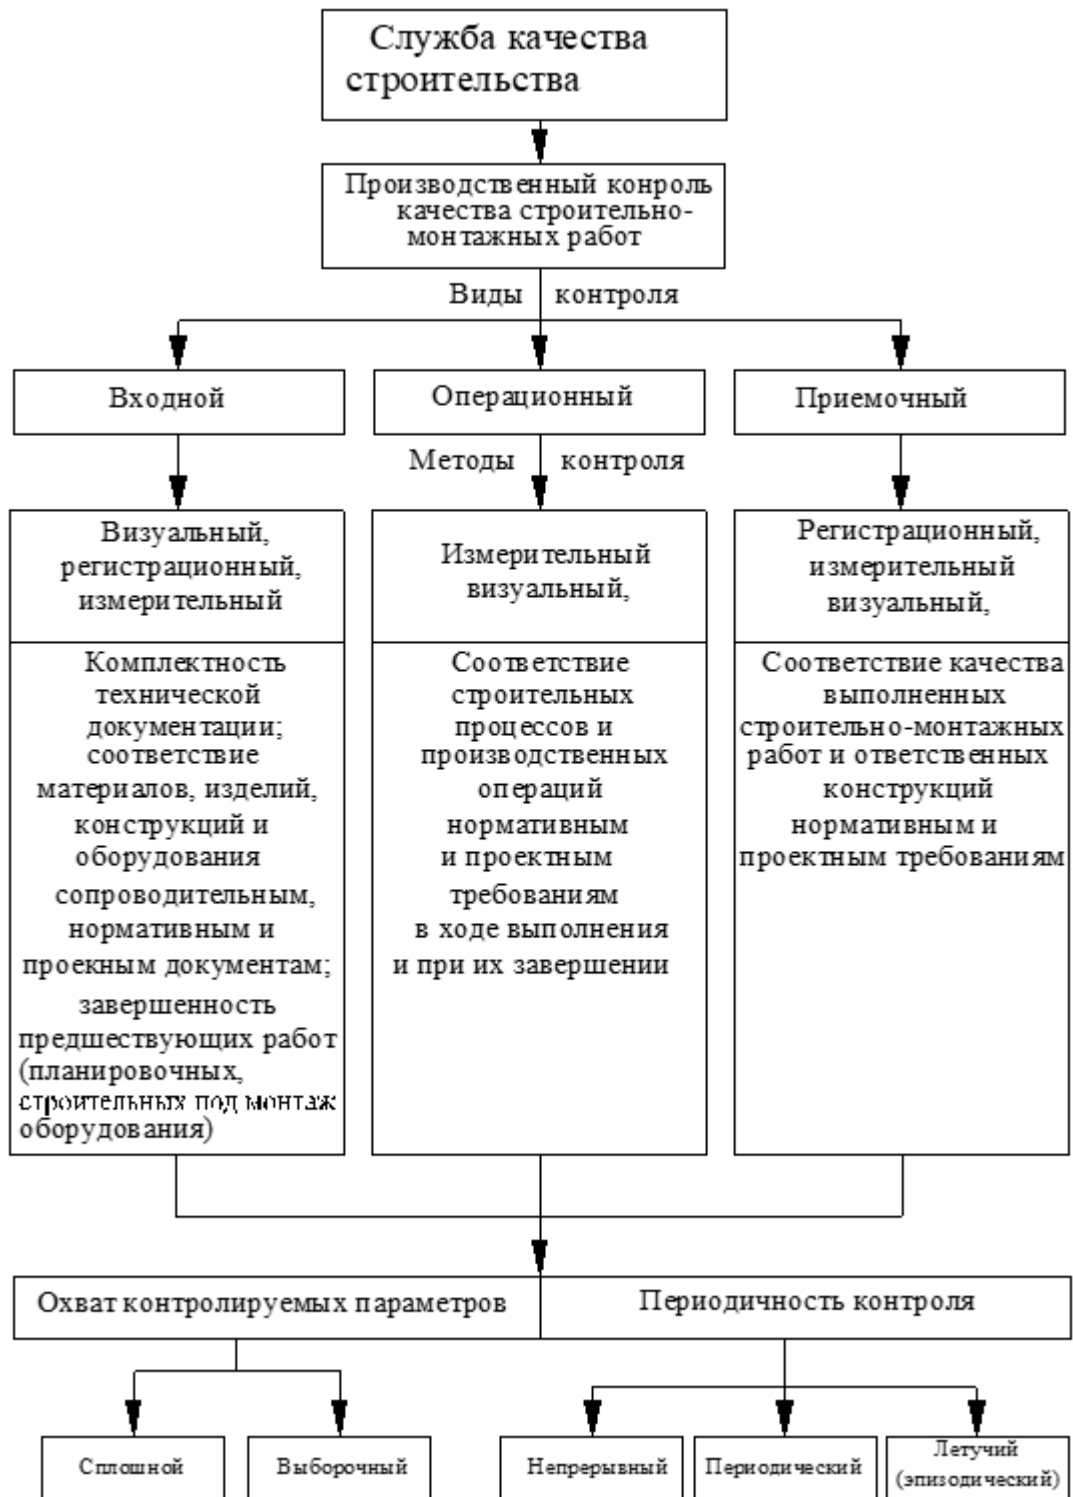 Служба качества
строительства
Производственный конроль
качества строительно-
монтажных работ
Виды контроля
Входной
Операционный
Приемочный
Методы контроля
Визуальный,
регистрационный,
измерительный
Измерительный
визуальный,
Регистрационный,
измерительный
визуальный,
Комплектность
технической
документации;
соответствие
материалов, изделий,
конструкций и
оборудования
сопроводительным,
нормативным и
проекным документам;
завершенность
предшествующих работ
(планировочных,
строительных под монтаж
оборудования)
Соответствие
строительных
процессов и
производственных
операций
нормативным
и проектным
требованиям
в ходе выполнения
и при их завершении
Соответствие качества
выполненных
строительно-монтажных
работ и ответственных
конструкций
нормативным и
проектным требованиям
Охват контролируемых параметров
Периодичность контроля
Сплошной
Выборочный
Непрерывный
Периодический
Летучий
(эпизодический)